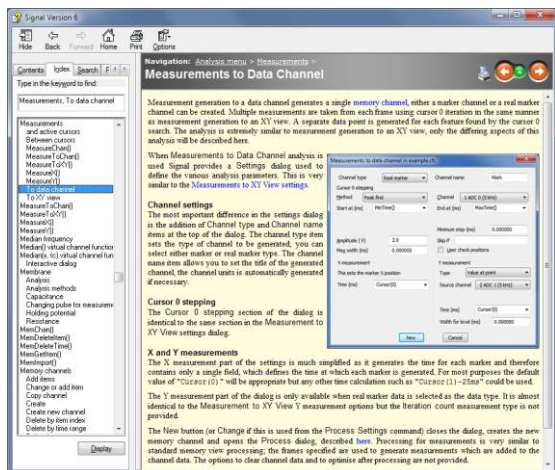 Signal Version 6
Hide Back Forward Home Print Options
Contents Index Search F
Type in the keyword to find:
Measurements, To data channel
Measurements
and active cursors
Between cursors
MeasureChan()
MeasureToChan()
MeasureToXY()
MeasureX()
MeasureY()
To data channel
To XY view
MeasureToChan()
MeasureToXY()
MeasureX()
MeasureY()
Median frequency
Median(x, tc) virtual channel function
Interactive dialog
Membrane
Analysis
Analysis methods
Capacitance
Changing pulse for measurement
Holding potential
Resistance
MemChan()
MemDeleteItem()
MemDeleteTime()
MemGetItem()
MemImport()
Memory channels
Add items
Change or add item
Copy channel
Create
Create new channel
Delete by item index
Delete by time range
Display
Navigation: Analysis menu > Measurements >
Measurements to Data Channel
Measurement generation to a data channel generates a single memory channel, either a marker channel or a real marker
channel can be created. Multiple measurements are taken from each frame using cursor 0 iteration in the same manner
as measurement generation to an XY view. A separate data point is generated for each feature found by the cursor 0
search. The analysis is extremely similar to measurement generation to an XY view, only the differing aspects of this
analysis will be described here.
When Measurements to Data Channel analysis is
used Signal provides a Settings dialog used to
define the various analysis parameters. This is very
similar to the Measurements to XY View settings.
Channel settings
The most important difference in the settings dialog
is the addition of Channel type and Channel name
items at the top of the dialog. The channel type item
sets the type of channel to be generated, you can
select either marker or real marker type. The channel
name item allows you to set the title of the generated
channel, the channel units is automatically generated
if necessary.
Cursor 0 stepping
The Cursor 0 stepping section of the dialog is
identical to the same section in the Measurement to
XY view settings dialog.
Measurements to data channel in example.cfs
Channel type Real marker Channel name: Mark
Cursor 0 stepping
Method Peak find Channel 1 ADC 0 (5 kHz)
Start at (ms) MinTime() End at (ms) MaxTime()
Minimum step (ms) 0.000000
Amplitude ( V) 2.0 Skip if
Max width (ms) 0.000000 User check positions
X measurement Y measurement
This sets the marker X position Type Value at point
Time (ms) Cursor(0) Source channel 2 ADC 1 (5 kHz)
Time (ms) Cursor(0)
Width for level (ms) 0.000000
New Cancel
X and Y measurements
The X measurement part of the settings is much simplified as it generates the time for each marker and therefore
contains only a single field, which defines the time at which each marker is generated. For most purposes the default
value of "Cursor(0)" will be appropriate but any other time calculation such as "Cursor(1)-25ms" could be used.
The Y measurement part of the dialog is only available when real marker data is selected as the data type. It is almost
identical to the Measurement to XY View Y measurement options but the Iteration count measurement type is not
provided.
The New button (or Change if this is used from the Process Settings command) closes the dialog, creates the new
memory channel and opens the Process dialog, described here. Processing for measurements is very similar to
standard memory view processing; the frames specified are used to generate measurements which are added to the
channel data. The options to clear channel data and to optimise after processing are not provided.